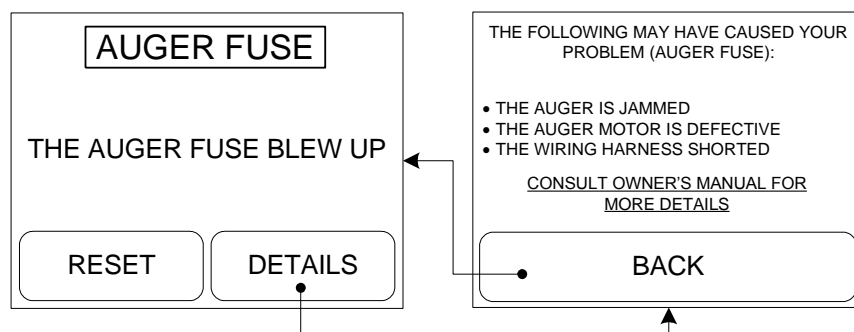 AUGER FUSE
THE AUGER FUSE BLEW UP
RESET
DETAILS
THE FOLLOWING MAY HAVE CAUSED YOUR
PROBLEM (AUGER FUSE):
• THE AUGER IS JAMMED
• THE AUGER MOTOR IS DEFECTIVE
• THE WIRING HARNESS SHORTED
CONSULT OWNER'S MANUAL FOR
MORE DETAILS
BACK